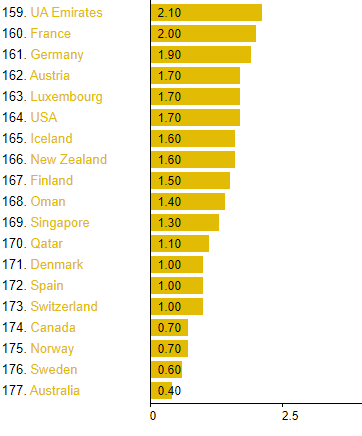 159. UA Emirates 2.10
160. France 2.00
161. Germany 1.90
162. Austria 1.70
163. Luxembourg 1.70
164. USA 1.70
165. Iceland 1.60
166. New Zealand 1.60
167. Finland 1.50
168. Oman 1.40
169. Singapore 1.30
170. Qatar 1.10
171. Denmark 1.00
172. Spain 1.00
173. Switzerland 1.00
174. Canada 0.70
175. Norway 0.70
176. Sweden 0.60
177. Australia 0.40
0 2.5